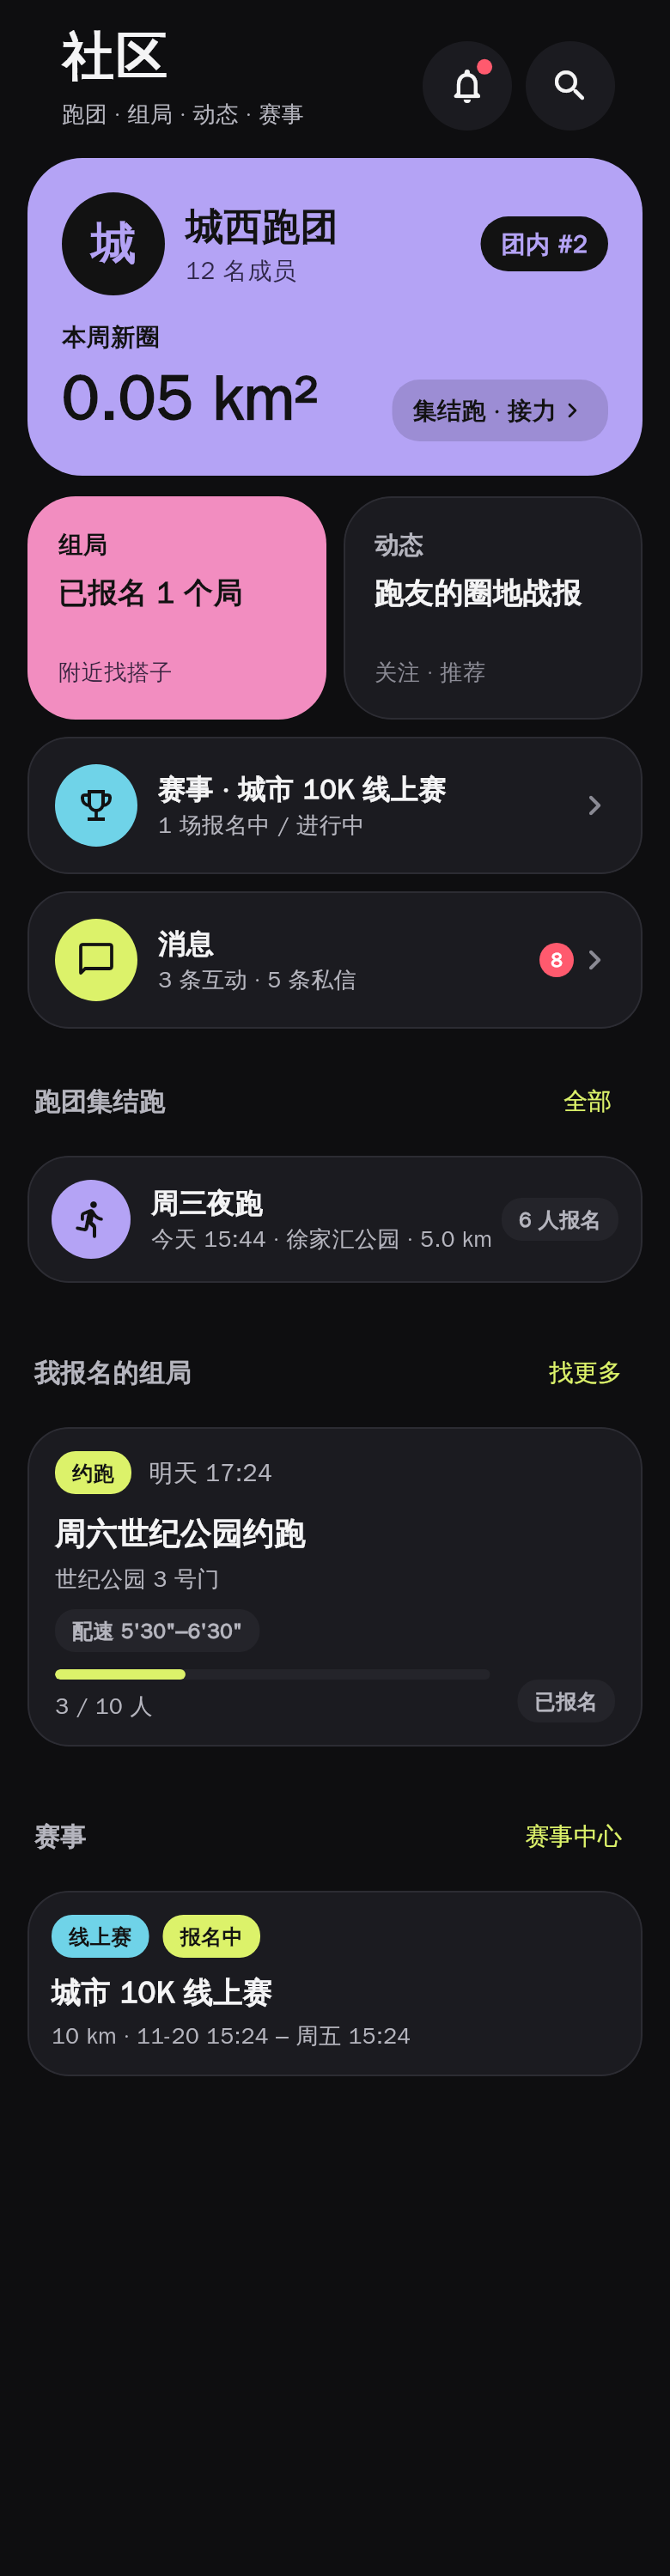 社区
跑团 · 组局 · 动态 · 赛事
城
城西跑团
12 名成员
团内 #2
本周新圈
0.05 km²
集结跑 · 接力
组局
已报名 1 个局
附近找搭子
动态
跑友的圈地战报
关注 · 推荐
赛事 · 城市 10K 线上赛
1 场报名中 / 进行中
消息
3 条互动 · 5 条私信
8
跑团集结跑
全部
周三夜跑
今天 15:44 · 徐家汇公园 · 5.0 km
6 人报名
我报名的组局
找更多
约跑
明天 17:24
周六世纪公园约跑
世纪公园 3 号门
配速 5'30"–6'30"
3 / 10 人
已报名
赛事
赛事中心
线上赛
报名中
城市 10K 线上赛
10 km · 11-20 15:24 – 周五 15:24